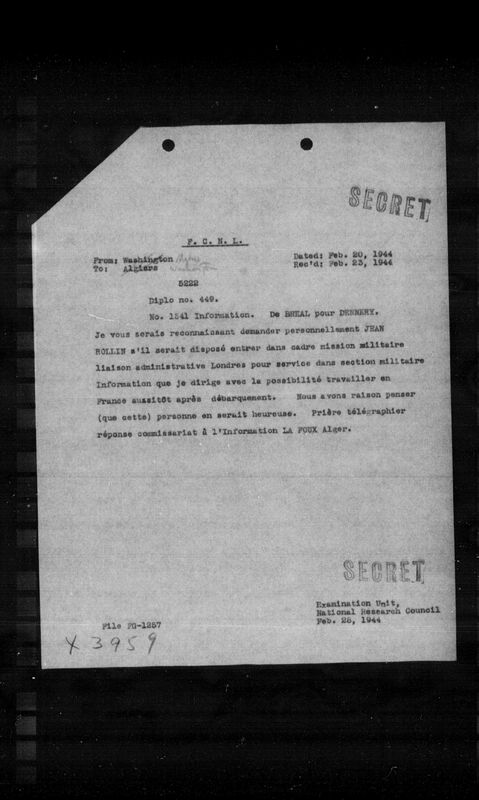 SECRET
F. C. N. L.
From: Washington Algiers
To: Algiers Washington
Dated: Feb. 20, 1944
Rec'd: Feb. 23, 1944
5222
Diplo no. 449.
No. 1541 Information. De BREAL pour DENNERY.
Je vous serais reconnaissant demander personnellement JEAN
ROLLIN s'il serait disposé entrer dans cadre mission militaire
liaison administrative Londres pour service dans section militaire
Information que je dirige avec la possibilité travailler en
France aussitôt après débarquement. Nous avons raison penser
(que cette) personne en serait heureuse. Prière télégraphier
réponse commissariat à l'Information LA FOUX Alger.
SECRET
Examination Unit,
National Research Council
Feb. 28, 1944
File FG-1257
X 3959